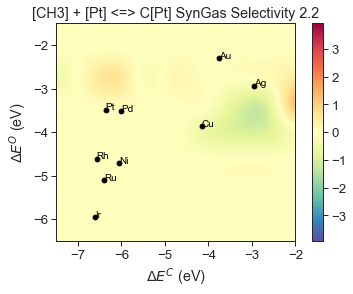 [CH3] + [Pt] <=> C[Pt] SynGas Selectivity 2.2
−2
−3
−4
−5
−6
ΔE^O (eV)
Au
Ag
Pt
Pd
Cu
Rh
Ni
Ru
Ir
−7
−6
−5
−4
−3
−2
ΔE^C (eV)
3
2
1
0
−1
−2
−3